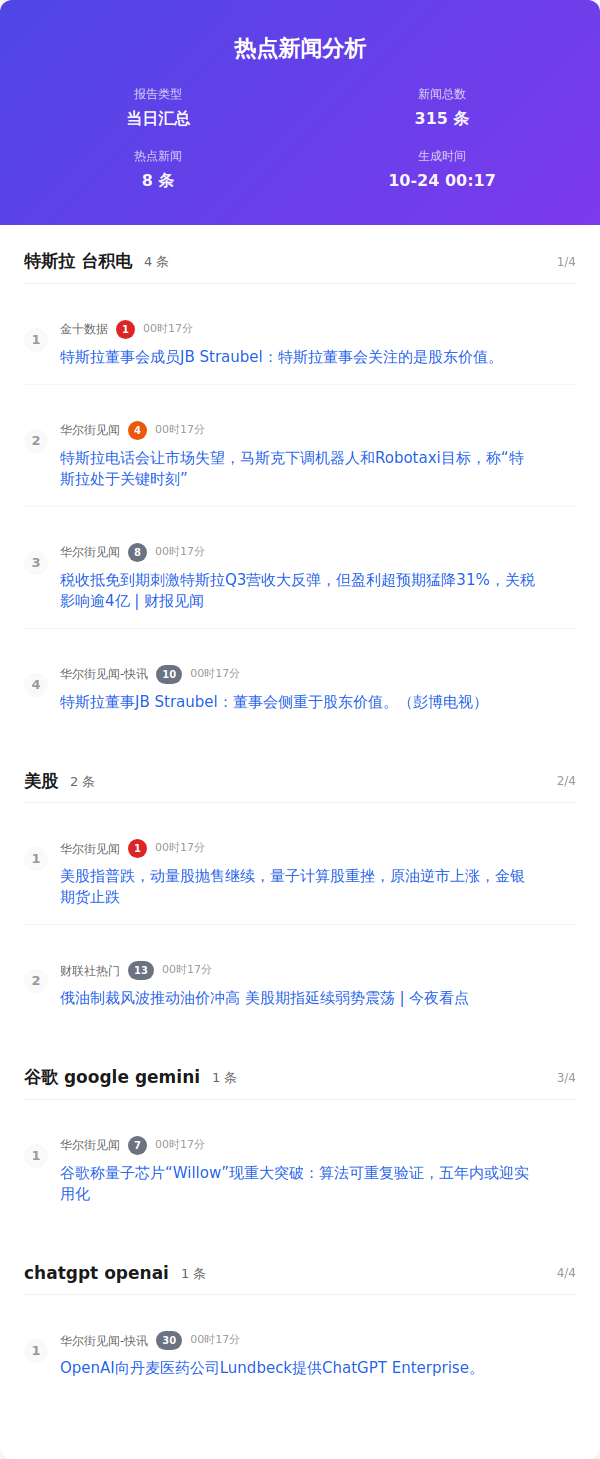 热点新闻分析
报告类型
新闻总数
当日汇总
315 条
热点新闻
生成时间
8 条
10-24 00:17
特斯拉 台积电 4 条 1/4
1 金十数据 1 00时17分
特斯拉董事会成员JB Straubel：特斯拉董事会关注的是股东价值。
2 华尔街见闻 4 00时17分
特斯拉电话会让市场失望，马斯克下调机器人和Robotaxi目标，称“特
斯拉处于关键时刻”
3 华尔街见闻 8 00时17分
税收抵免到期刺激特斯拉Q3营收大反弹，但盈利超预期猛降31%，关税
影响逾4亿 | 财报见闻
4 华尔街见闻-快讯 10 00时17分
特斯拉董事JB Straubel：董事会侧重于股东价值。（彭博电视）
美股 2 条 2/4
1 华尔街见闻 1 00时17分
美股股指普跌，动量股抛售继续，量子计算股重挫，原油逆市上涨，金银
期货止跌
2 财联社热门 13 00时17分
俄油制裁风波推动油价冲高 美股期指延续弱势震荡 | 今夜看点
谷歌 google gemini 1 条 3/4
1 华尔街见闻 7 00时17分
谷歌称量子芯片“Willow”现重大突破：算法可重复验证，五年内或迎实
用化
chatgpt openai 1 条 4/4
1 华尔街见闻-快讯 30 00时17分
OpenAI向丹麦医药公司Lundbeck提供ChatGPT Enterprise。